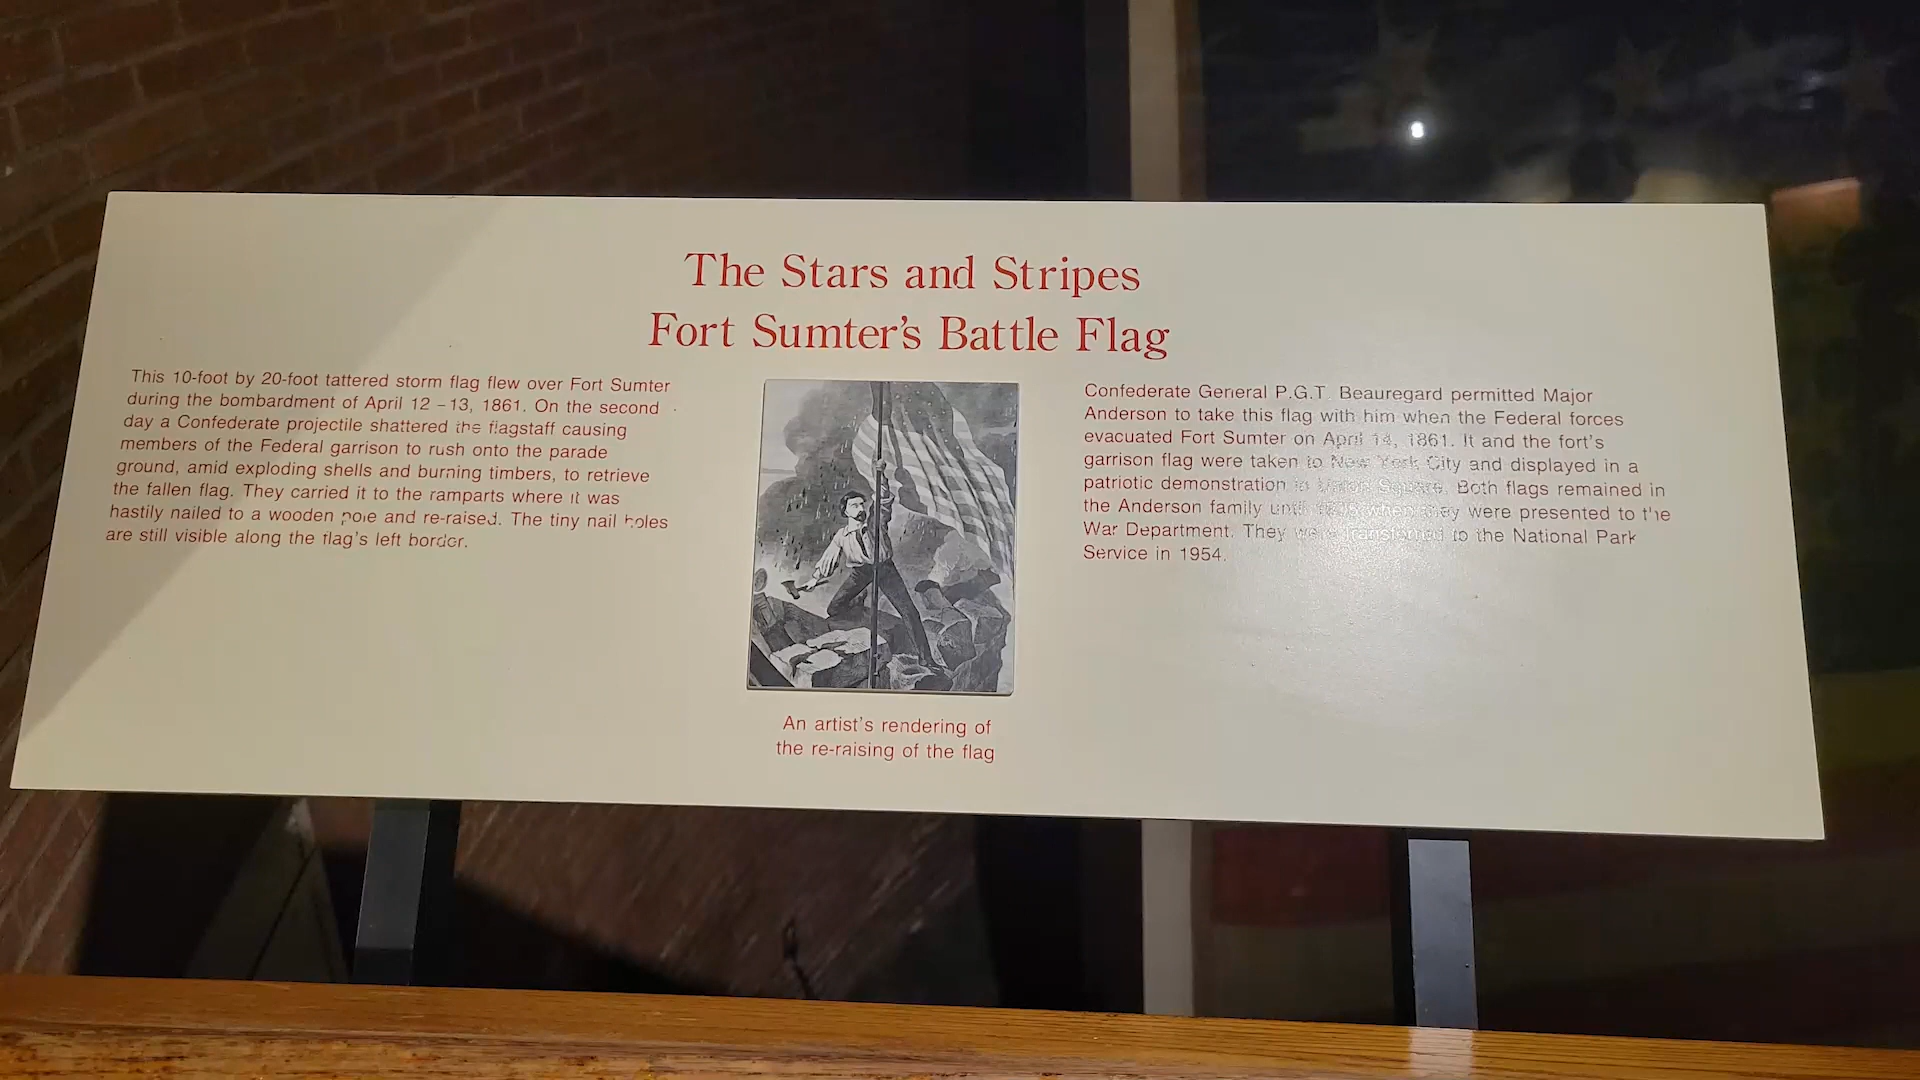 The Stars and Stripes
Fort Sumter's Battle Flag
This 10-foot by 20-foot tattered storm flag flew over Fort Sumter
during the bombardment of April 12 – 13, 1861. On the second
day a Confederate projectile shattered the flagstaff causing
members of the Federal garrison to rush onto the parade
ground, amid exploding shells and burning timbers, to retrieve
the fallen flag. They carried it to the ramparts where it was
hastily nailed to a wooden pole and re-raised. The tiny nail holes
are still visible along the flag's left border.
An artist's rendering of
the re-raising of the flag
Confederate General P.G.T. Beauregard permitted Major
Anderson to take this flag with him when the Federal forces
evacuated Fort Sumter on April 14, 1861. It and the fort's
garrison flag were taken to New York City and displayed in a
patriotic demonstration in Union Square. Both flags remained in
the Anderson family until when they were presented to the
War Department. They were transferred to the National Park
Service in 1954.